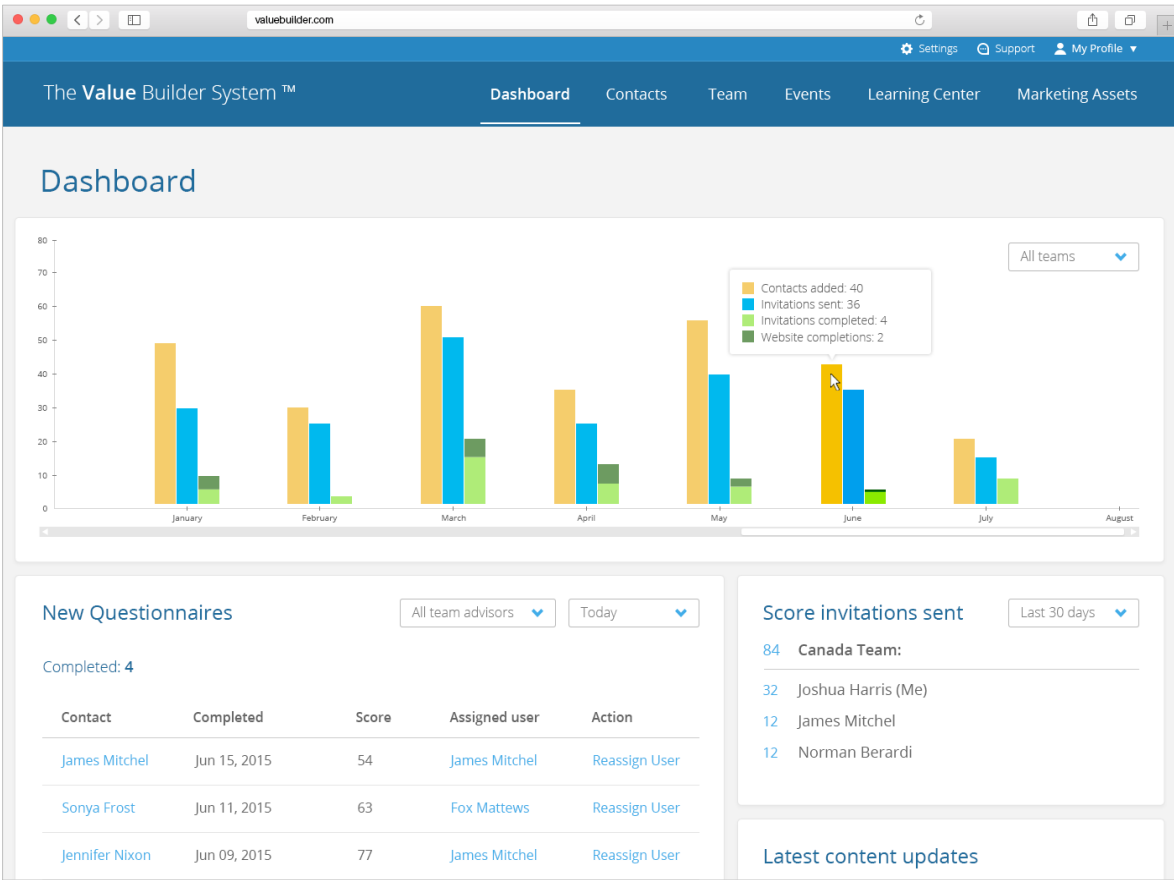 valuebuilder.com
Settings Support My Profile
The Value Builder System ™ Dashboard Contacts Team Events Learning Center Marketing Assets
Dashboard
All teams
80
70
60
50
40
30
20
10
0
Contacts added: 40
Invitations sent: 36
Invitations completed: 4
Website completions: 2
January February March April May June July August
New Questionnaires All team advisors Today
Completed: 4
Contact Completed Score Assigned user Action
James Mitchel Jun 15, 2015 54 James Mitchel Reassign User
Sonya Frost Jun 11, 2015 63 Fox Mattews Reassign User
Jennifer Nixon Jun 09, 2015 77 James Mitchel Reassign User
Score invitations sent Last 30 days
84 Canada Team:
32 Joshua Harris (Me)
12 James Mitchel
12 Norman Berardi
Latest content updates